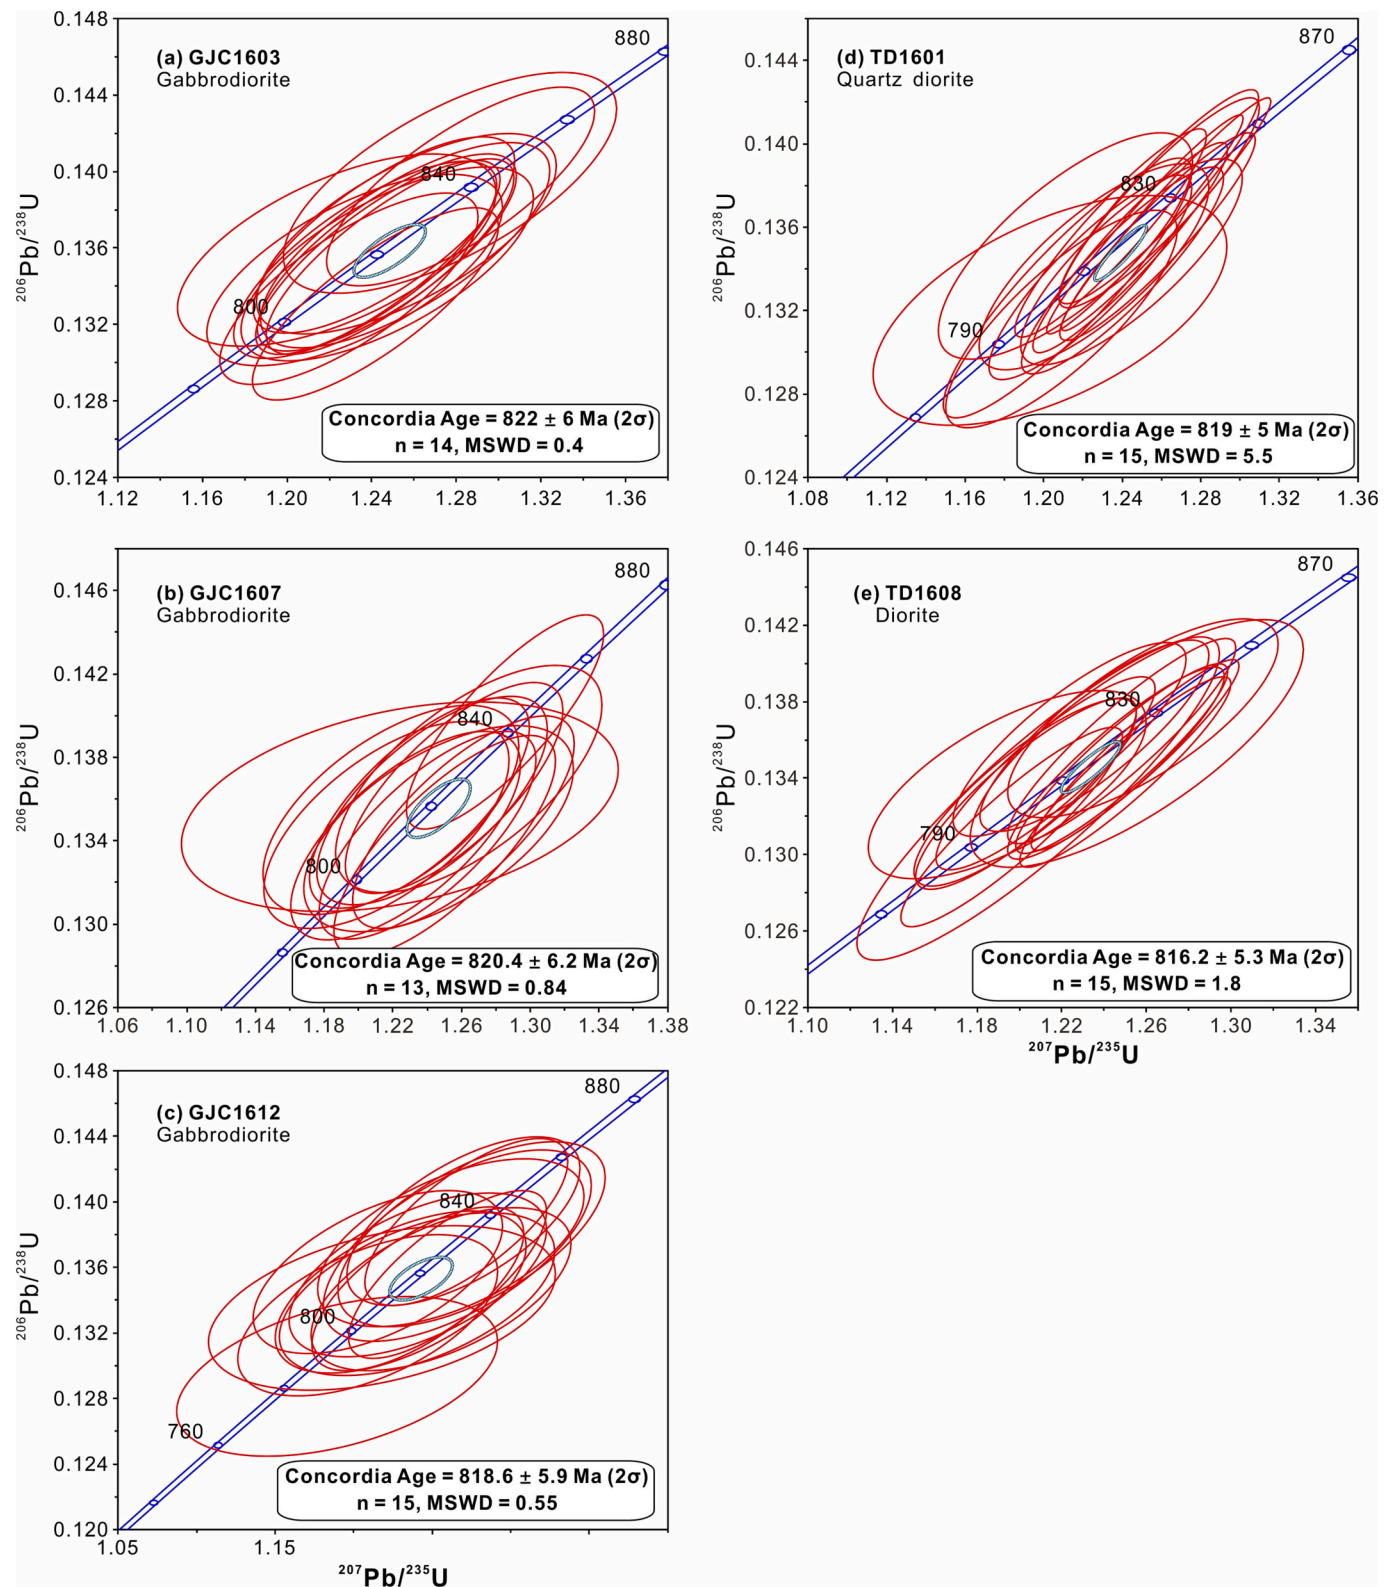 (a) GJC1603
Gabbrodiorite
880
840
800
0.148
0.144
0.140
0.136
0.132
0.128
0.124
²⁰⁶Pb/²³⁸U
Concordia Age = 822 ± 6 Ma (2σ)
n = 14, MSWD = 0.4
1.12 1.16 1.20 1.24 1.28 1.32 1.36
(d) TD1601
Quartz diorite
870
830
790
0.144
0.140
0.136
0.132
0.128
0.124
²⁰⁶Pb/²³⁸U
Concordia Age = 819 ± 5 Ma (2σ)
n = 15, MSWD = 5.5
1.08 1.12 1.16 1.20 1.24 1.28 1.32 1.36
(b) GJC1607
Gabbrodiorite
880
840
800
0.146
0.142
0.138
0.134
0.130
0.126
²⁰⁶Pb/²³⁸U
Concordia Age = 820.4 ± 6.2 Ma (2σ)
n = 13, MSWD = 0.84
1.06 1.10 1.14 1.18 1.22 1.26 1.30 1.34 1.38
(e) TD1608
Diorite
870
830
790
0.146
0.142
0.138
0.134
0.130
0.126
0.122
²⁰⁶Pb/²³⁸U
Concordia Age = 816.2 ± 5.3 Ma (2σ)
n = 15, MSWD = 1.8
1.10 1.14 1.18 1.22 1.26 1.30 1.34
²⁰⁷Pb/²³⁵U
(c) GJC1612
Gabbrodiorite
880
840
800
760
0.148
0.144
0.140
0.136
0.132
0.128
0.124
0.120
²⁰⁶Pb/²³⁸U
Concordia Age = 818.6 ± 5.9 Ma (2σ)
n = 15, MSWD = 0.55
1.05 1.15
²⁰⁷Pb/²³⁵U